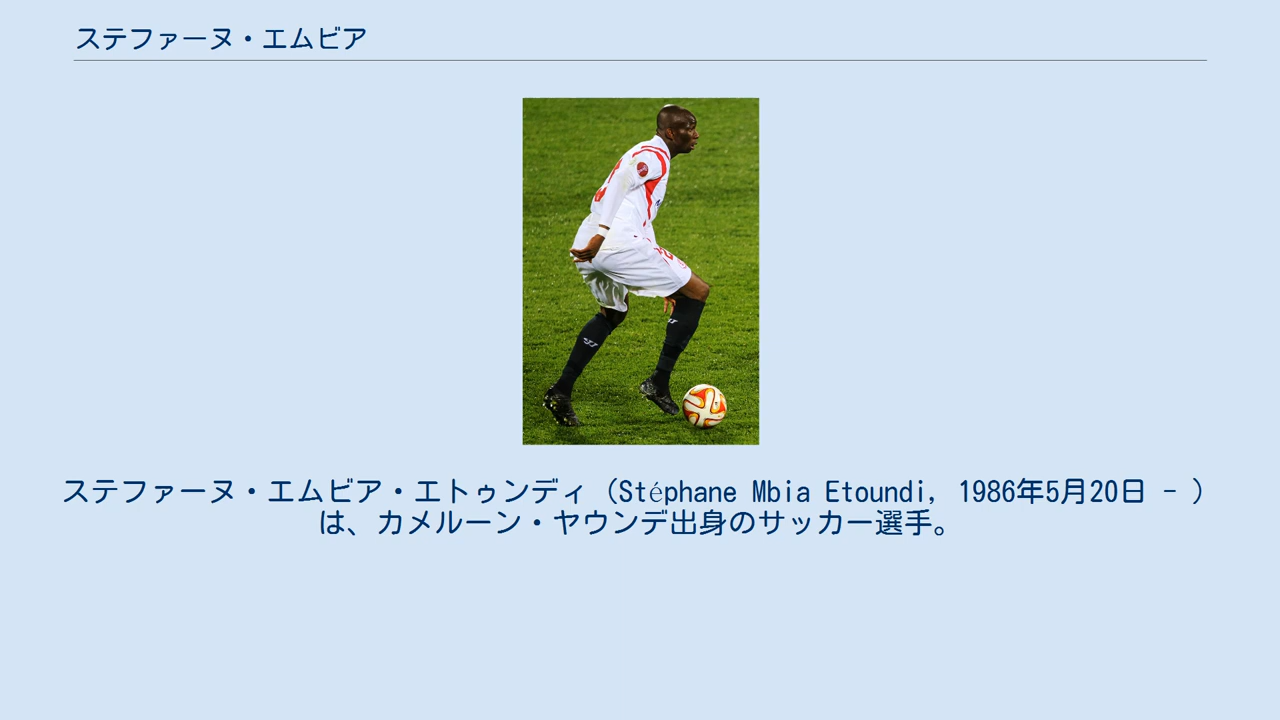 ステファーヌ・エムビア
ステファーヌ・エムビア・エトゥンディ（Stéphane Mbia Etoundi, 1986年5月20日 - ）
は、カメルーン・ヤウンデ出身のサッカー選手。